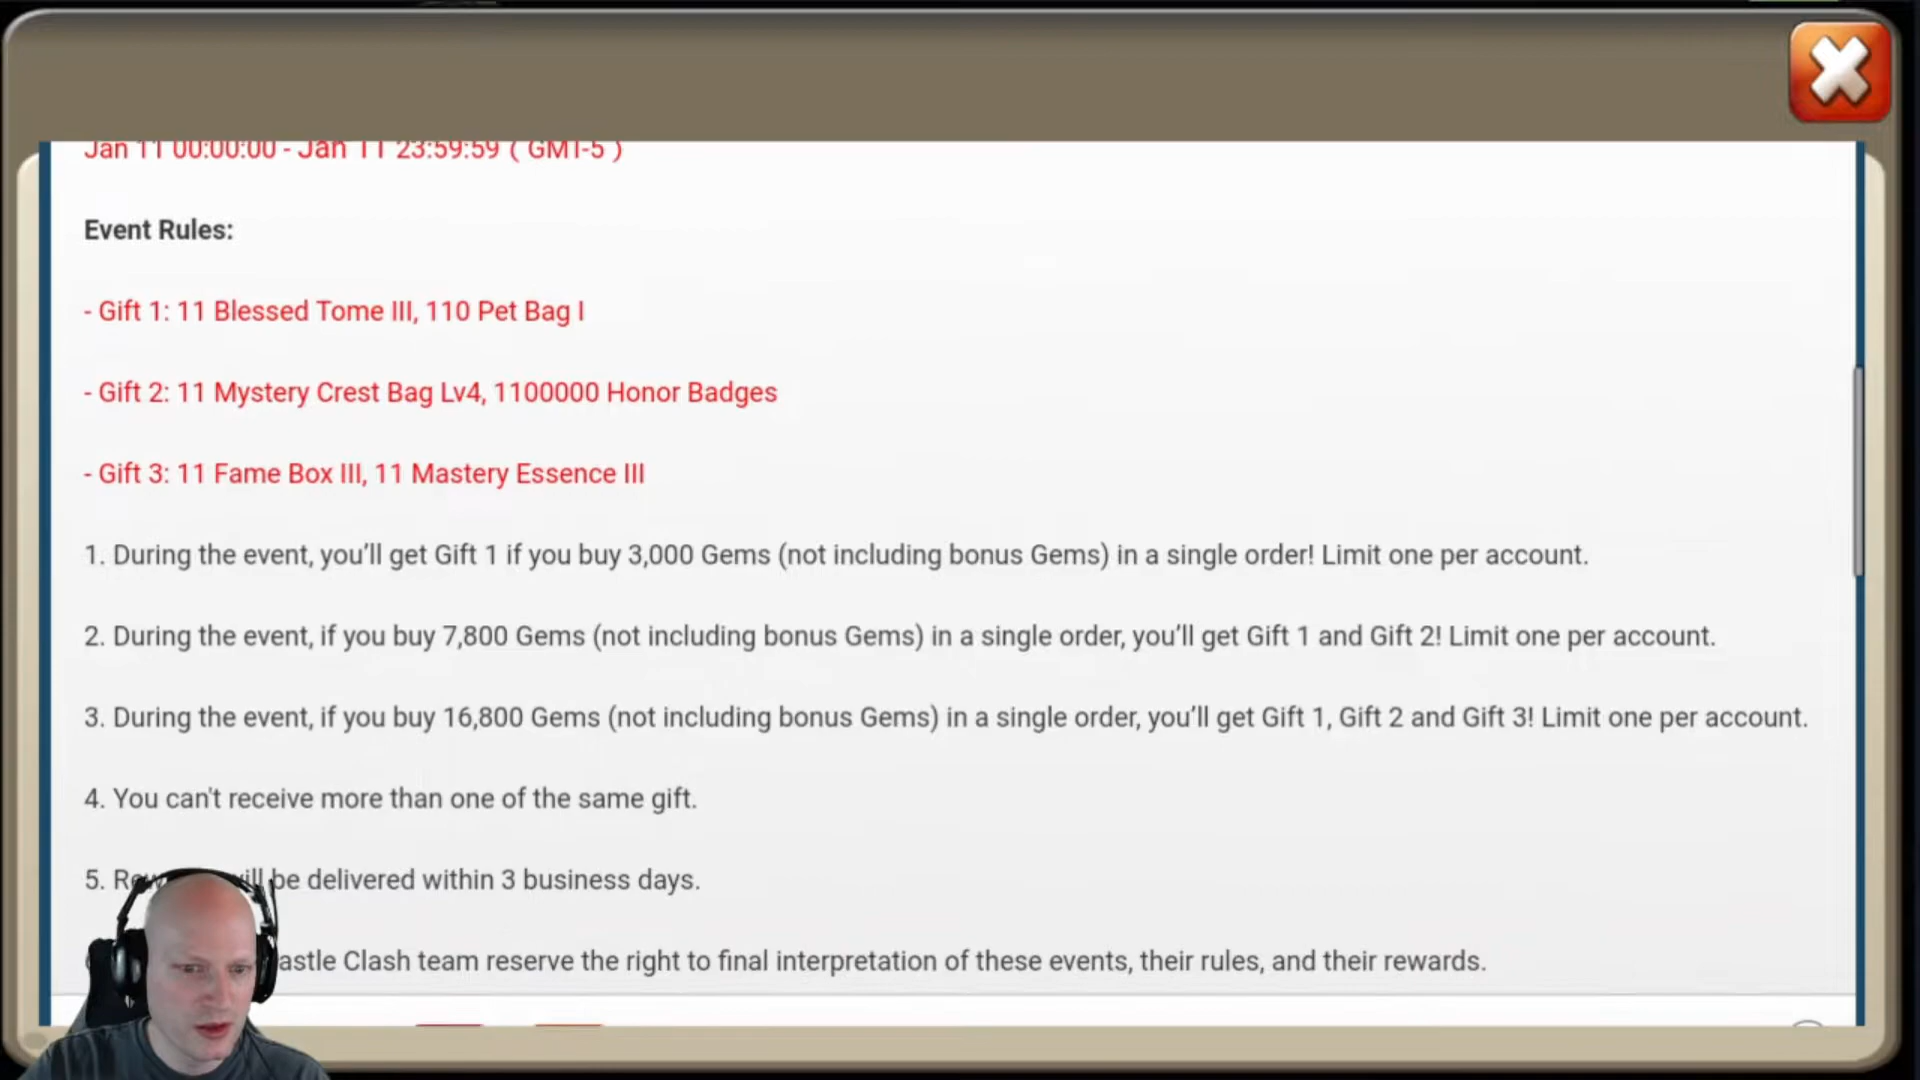 Jan 11 00:00:00 - Jan 11 23:59:59 ( GMT-5 )
Event Rules:
- Gift 1: 11 Blessed Tome III, 110 Pet Bag I
- Gift 2: 11 Mystery Crest Bag Lv4, 1100000 Honor Badges
- Gift 3: 11 Fame Box III, 11 Mastery Essence III
1. During the event, you’ll get Gift 1 if you buy 3,000 Gems (not including bonus Gems) in a single order! Limit one per account.
2. During the event, if you buy 7,800 Gems (not including bonus Gems) in a single order, you’ll get Gift 1 and Gift 2! Limit one per account.
3. During the event, if you buy 16,800 Gems (not including bonus Gems) in a single order, you’ll get Gift 1, Gift 2 and Gift 3! Limit one per account.
4. You can't receive more than one of the same gift.
5. be delivered within 3 business days.
Clash team reserve the right to final interpretation of these events, their rules, and their rewards.